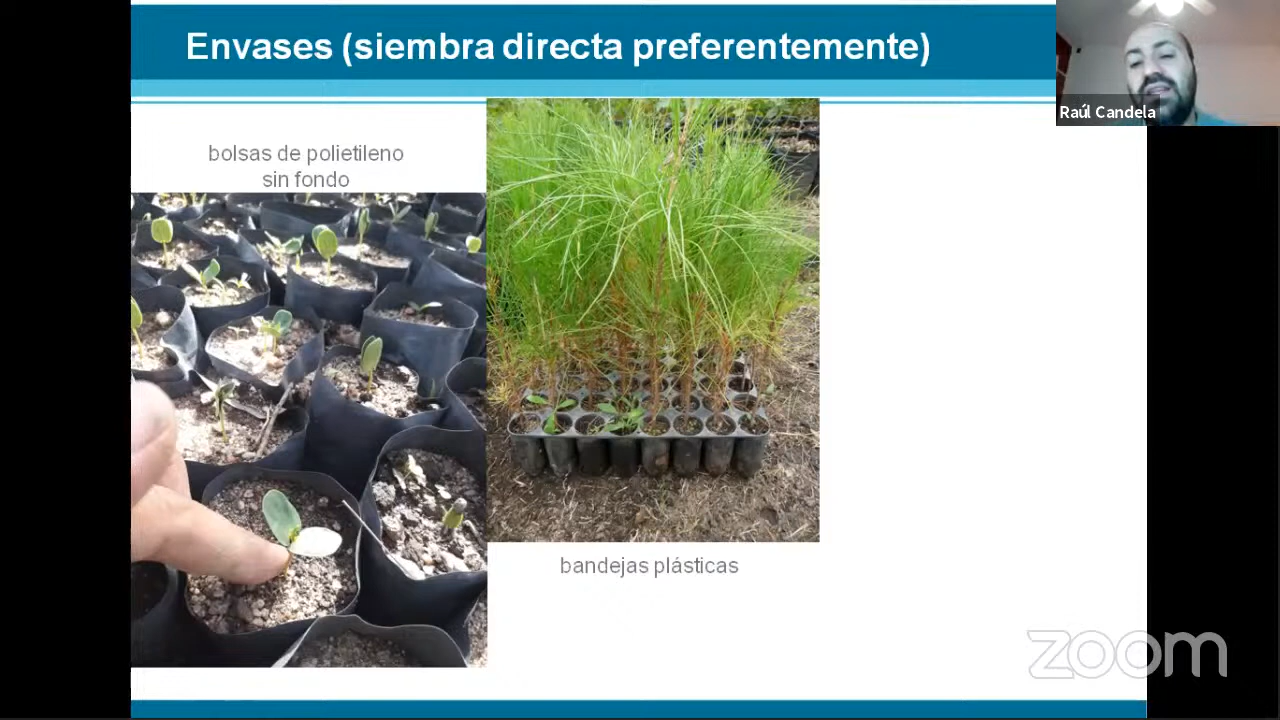 Envases (siembra directa preferentemente)
Raúl Candela
bolsas de polietileno
sin fondo
bandejas plásticas
zoom